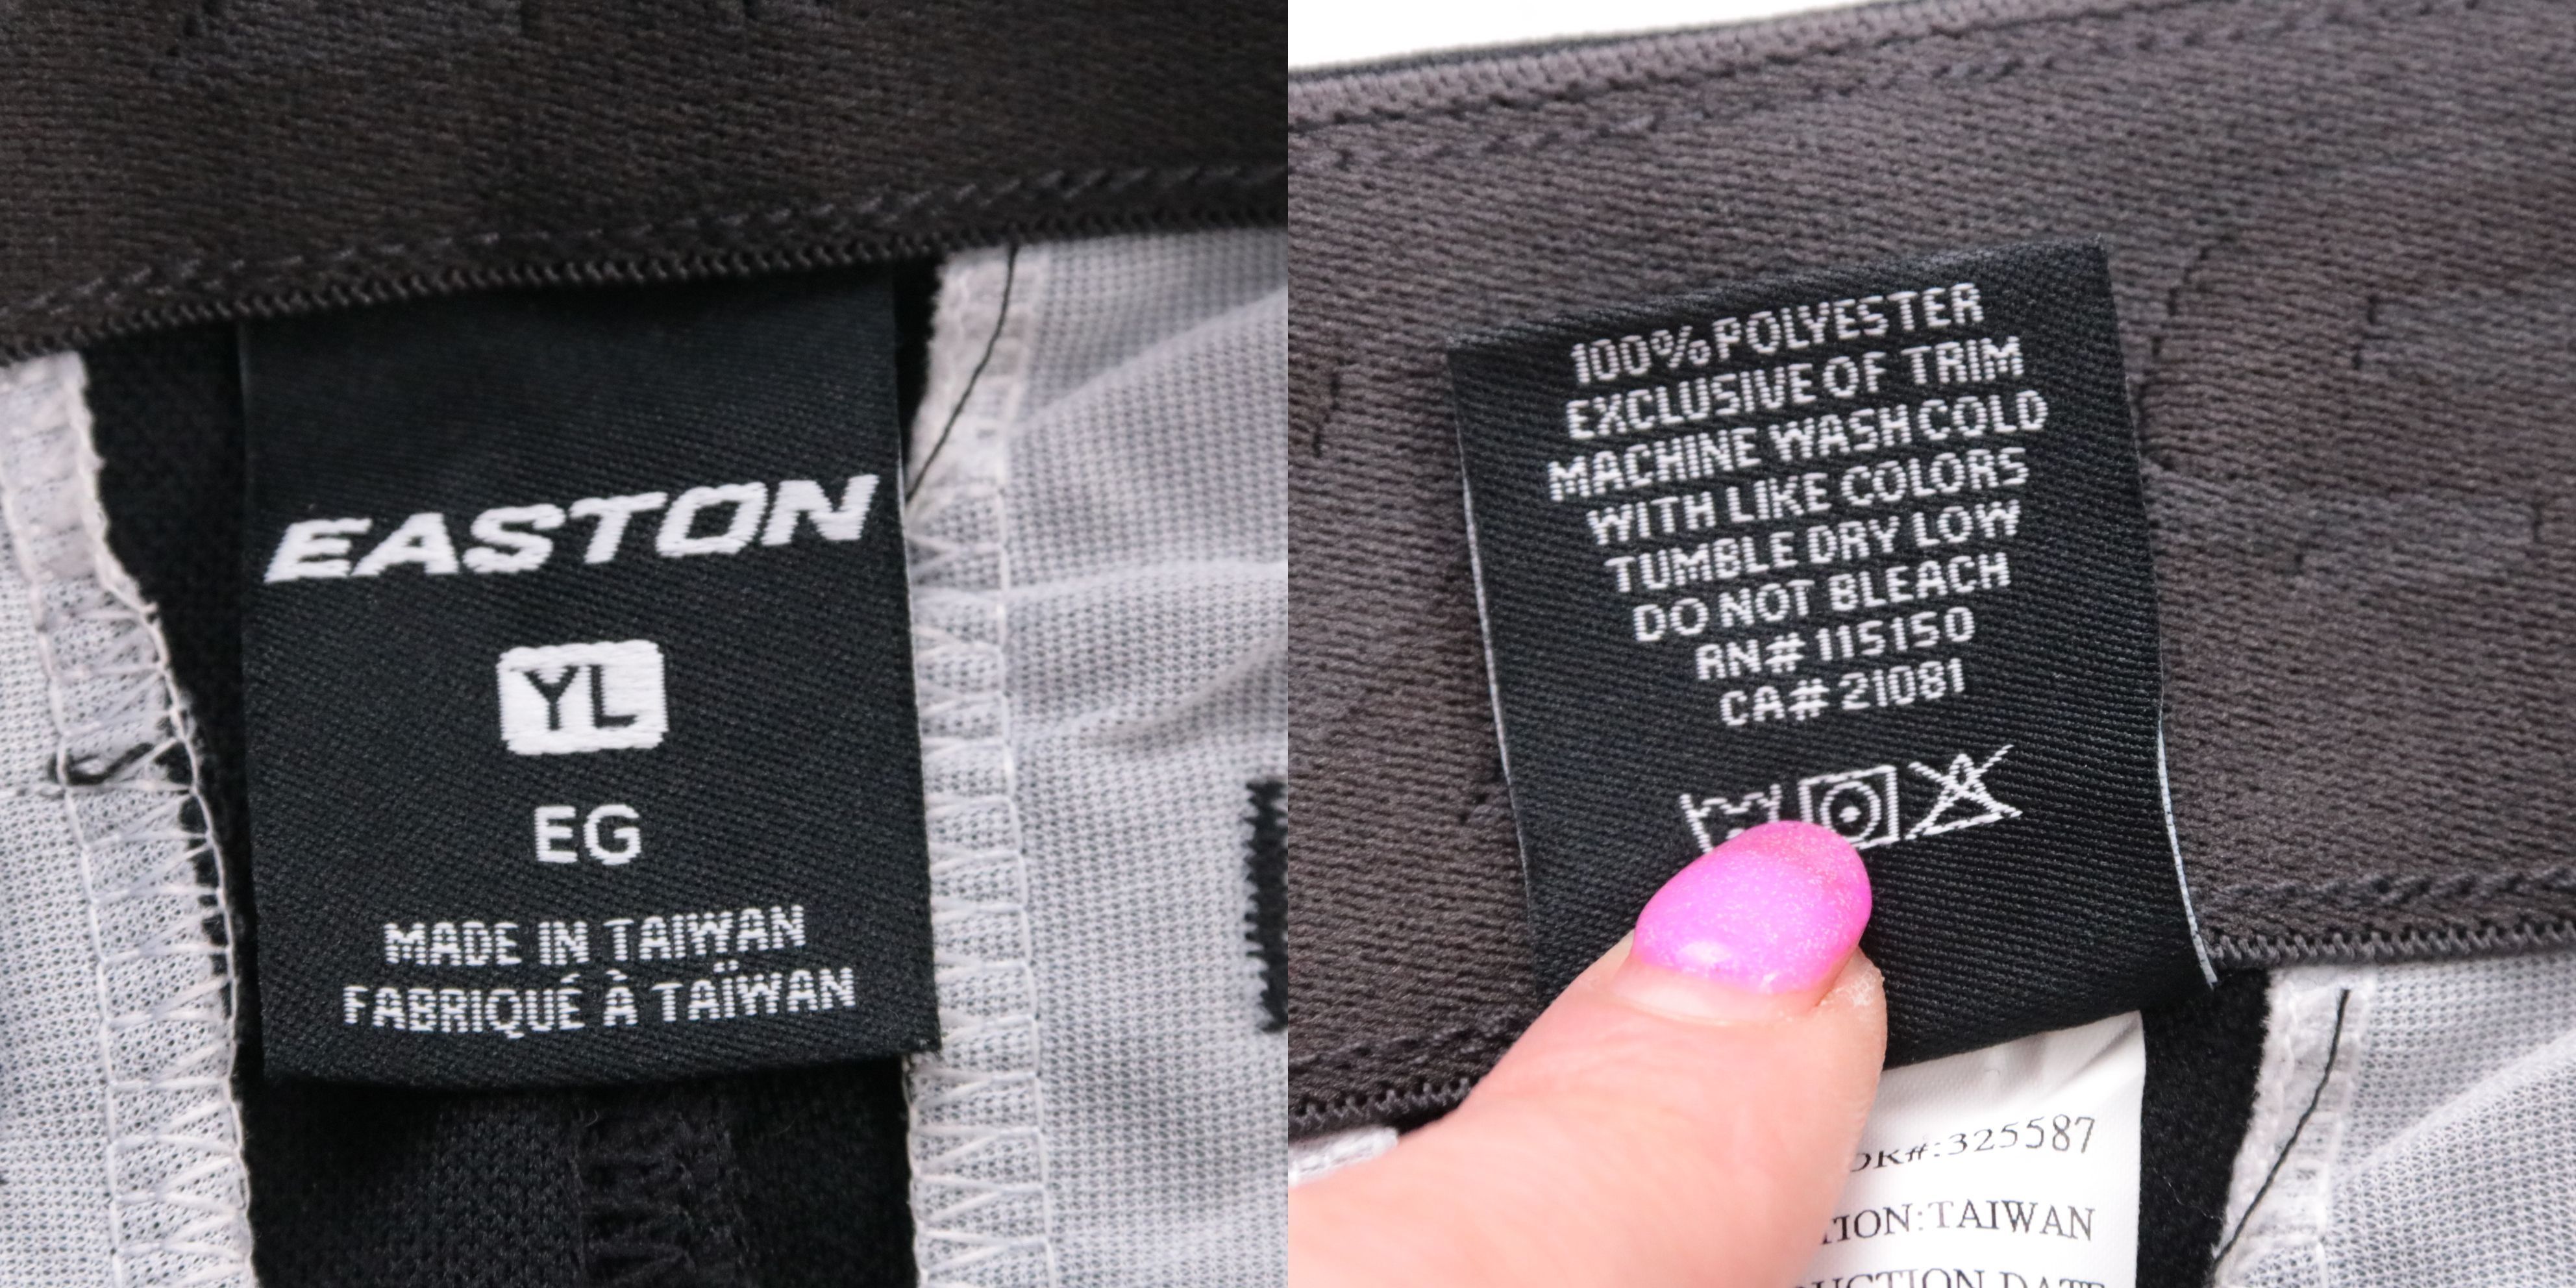 EASTON
YL
EG
MADE IN TAIWAN
FABRIQUÉ À TAÏWAN
100% POLYESTER
EXCLUSIVE OF TRIM
MACHINE WASH COLD
WITH LIKE COLORS
TUMBLE DRY LOW
DO NOT BLEACH
RN# 115150
CA# 21081
#:325587
:TAIWAN